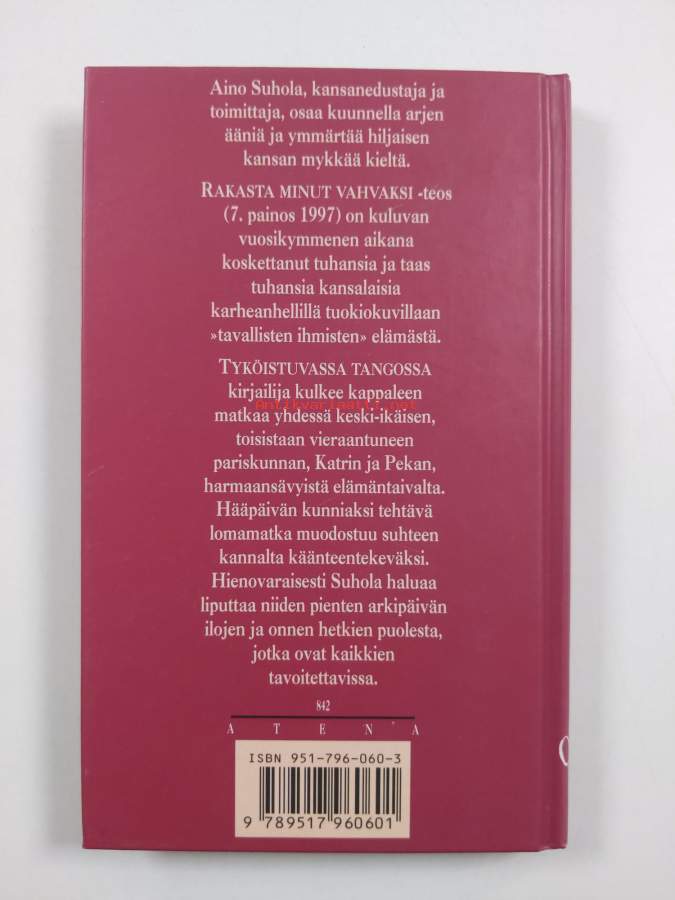 Aino Suhola, kansanedustaja ja
toimittaja, osaa kuunnella arjen
ääniä ja ymmärtää hiljaisen
kansan mykkää kieltä.
RAKASTA MINUT VAHVAKSI -teos
(7. painos 1997) on kuluvan
vuosikymmenen aikana
koskettanut tuhansia ja taas
tuhansia kansalaisia
karheanhellillä tuokiokuvillaan
»tavallisten ihmisten» elämästä.
TYKÖISTUVASSA TANGOSSA
kirjailija kulkee kappaleen
Antikvariaatti.net
matkaa yhdessä keski-ikäisen,
toisistaan vieraantuneen
pariskunnan, Katrin ja Pekan,
harmaansävyistä elämäntaivalta.
Hääpäivän kunniaksi tehtävä
lomamatka muodostuu suhteen
kannalta käänteentekeväksi.
Hienovaraisesti Suhola haluaa
liputtaa niiden pienten arkipäivän
ilojen ja onnen hetkien puolesta,
jotka ovat kaikkien
tavoitettavissa.
842
ATENA
ISBN 951-796-060-3
9 789517 960601